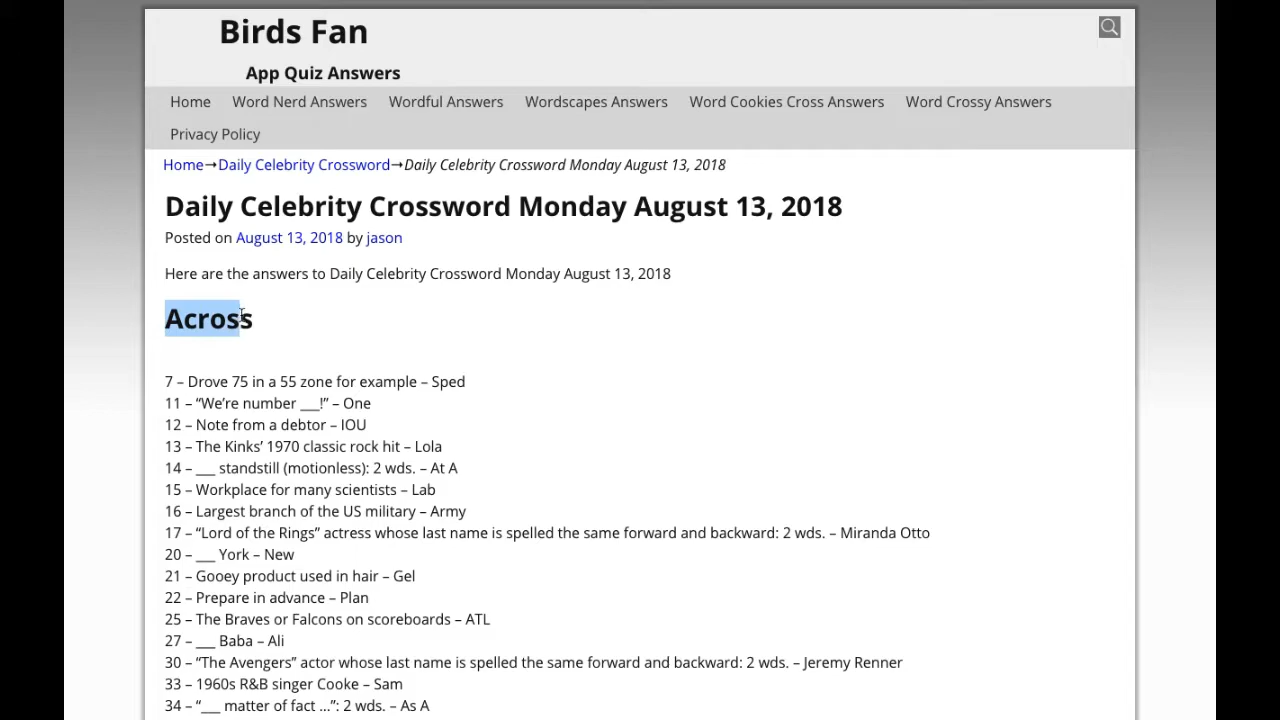 Birds Fan
App Quiz Answers
Home Word Nerd Answers Wordful Answers Wordscapes Answers Word Cookies Cross Answers Word Crossy Answers
Privacy Policy
Home→Daily Celebrity Crossword→Daily Celebrity Crossword Monday August 13, 2018
Daily Celebrity Crossword Monday August 13, 2018
Posted on August 13, 2018 by jason
Here are the answers to Daily Celebrity Crossword Monday August 13, 2018
Across
7 – Drove 75 in a 55 zone for example – Sped
11 – “We’re number ___!” – One
12 – Note from a debtor – IOU
13 – The Kinks’ 1970 classic rock hit – Lola
14 – ___ standstill (motionless): 2 wds. – At A
15 – Workplace for many scientists – Lab
16 – Largest branch of the US military – Army
17 – “Lord of the Rings” actress whose last name is spelled the same forward and backward: 2 wds. – Miranda Otto
20 – ___ York – New
21 – Gooey product used in hair – Gel
22 – Prepare in advance – Plan
25 – The Braves or Falcons on scoreboards – ATL
27 – ___ Baba – Ali
30 – “The Avengers” actor whose last name is spelled the same forward and backward: 2 wds. – Jeremy Renner
33 – 1960s R&B singer Cooke – Sam
34 – “___ matter of fact …”: 2 wds. – As A